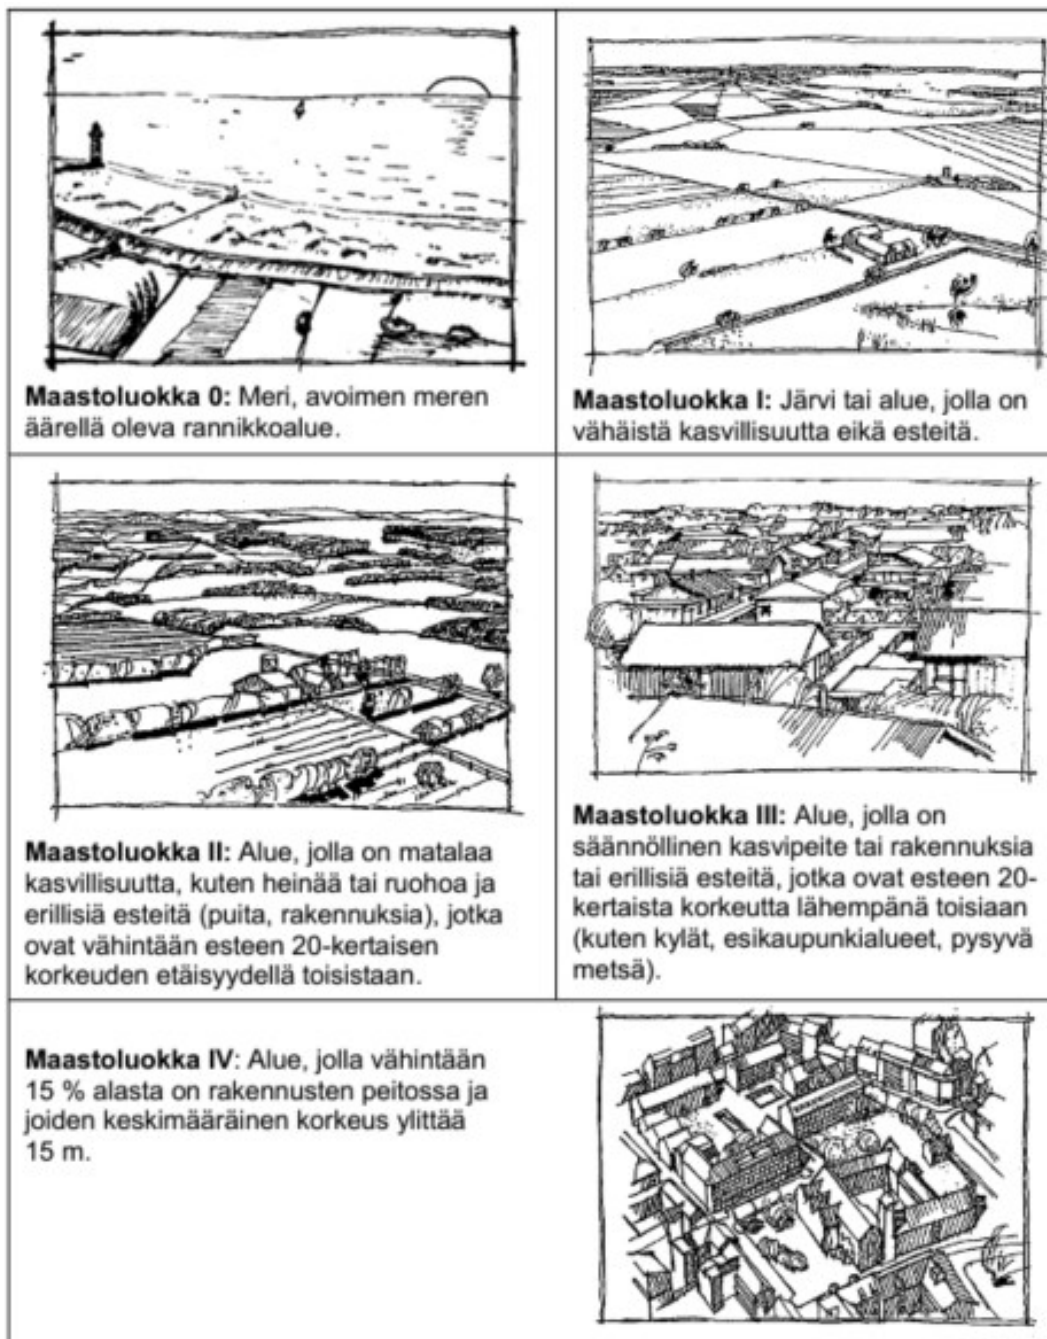 Maastoluokka 0: Meri, avoimen meren
äärellä oleva rannikkoalue.
Maastoluokka I: Järvi tai alue, jolla on
vähäistä kasvillisuutta eikä esteitä.
Maastoluokka II: Alue, jolla on matalaa
kasvillisuutta, kuten heinää tai ruohoa ja
erillisiä esteitä (puita, rakennuksia), jotka
ovat vähintään esteen 20-kertaisen
korkeuden etäisyydellä toisistaan.
Maastoluokka III: Alue, jolla on
säännöllinen kasvipeite tai rakennuksia
tai erillisiä esteitä, jotka ovat esteen 20-
kertaista korkeutta lähempänä toisiaan
(kuten kylät, esikaupunkialueet, pysyvä
metsä).
Maastoluokka IV: Alue, jolla vähintään
15 % alasta on rakennusten peitossa ja
joiden keskimääräinen korkeus ylittää
15 m.